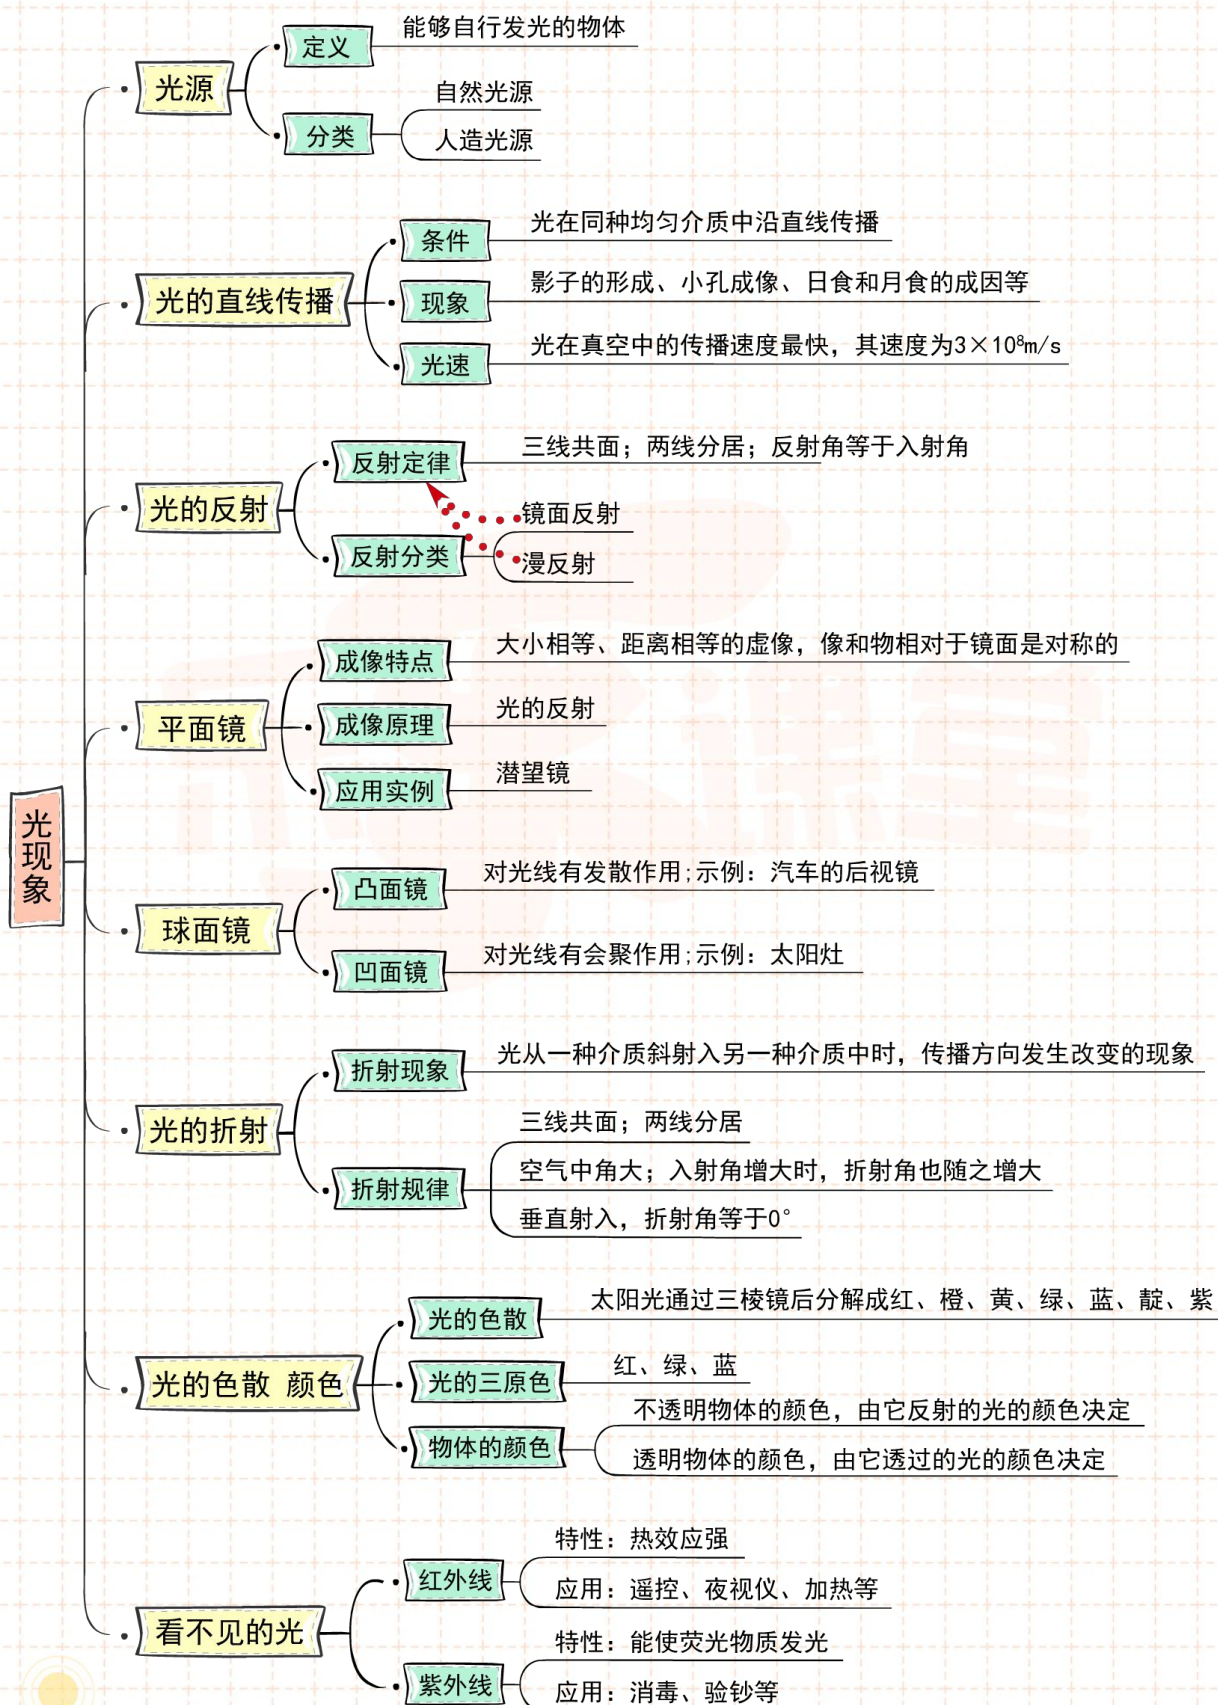 光现象
光源
定义
能够自行发光的物体
分类
自然光源
人造光源
光的直线传播
条件
光在同种均匀介质中沿直线传播
现象
影子的形成、小孔成像、日食和月食的成因等
光速
光在真空中的传播速度最快，其速度为3×10⁸m/s
光的反射
反射定律
三线共面；两线分居；反射角等于入射角
反射分类
镜面反射
漫反射
平面镜
成像特点
大小相等、距离相等的虚像，像和物相对于镜面是对称的
成像原理
光的反射
应用实例
潜望镜
球面镜
凸面镜
对光线有发散作用;示例：汽车的后视镜
凹面镜
对光线有会聚作用;示例：太阳灶
光的折射
折射现象
光从一种介质斜射入另一种介质中时，传播方向发生改变的现象
折射规律
三线共面；两线分居
空气中角大；入射角增大时，折射角也随之增大
垂直射入，折射角等于0°
光的色散 颜色
光的色散
太阳光通过三棱镜后分解成红、橙、黄、绿、蓝、靛、紫
光的三原色
红、绿、蓝
物体的颜色
不透明物体的颜色，由它反射的光的颜色决定
透明物体的颜色，由它透过的光的颜色决定
看不见的光
红外线
特性：热效应强
应用：遥控、夜视仪、加热等
紫外线
特性：能使荧光物质发光
应用：消毒、验钞等